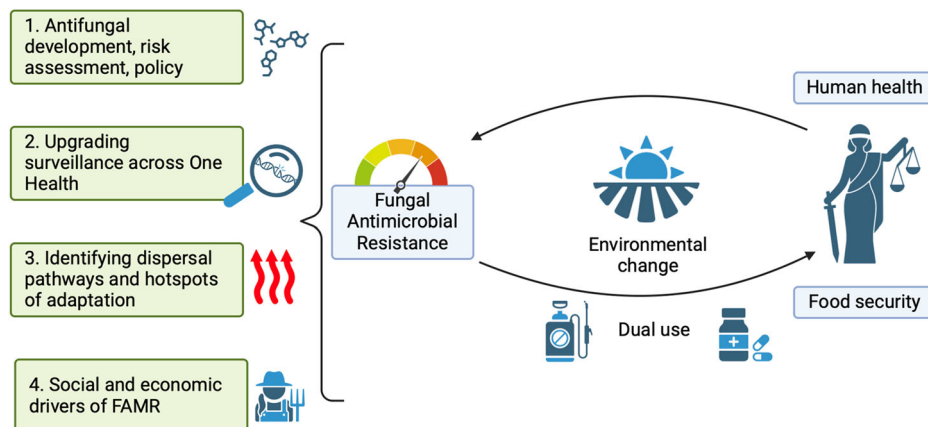 1. Antifungal
development, risk
assessment, policy
2. Upgrading
surveillance across One
Health
3. Identifying dispersal
pathways and hotspots
of adaptation
4. Social and economic
drivers of FAMR
Fungal
Antimicrobial
Resistance
Environmental
change
Dual use
Human health
Food security